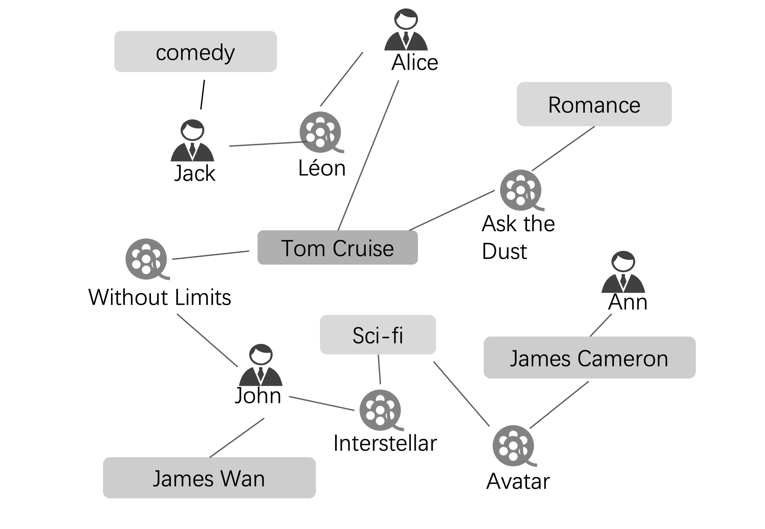 comedy
Alice
Jack
Léon
Romance
Ask the
Dust
Tom Cruise
Without Limits
Ann
Sci-fi
James Cameron
John
Interstellar
James Wan
Avatar